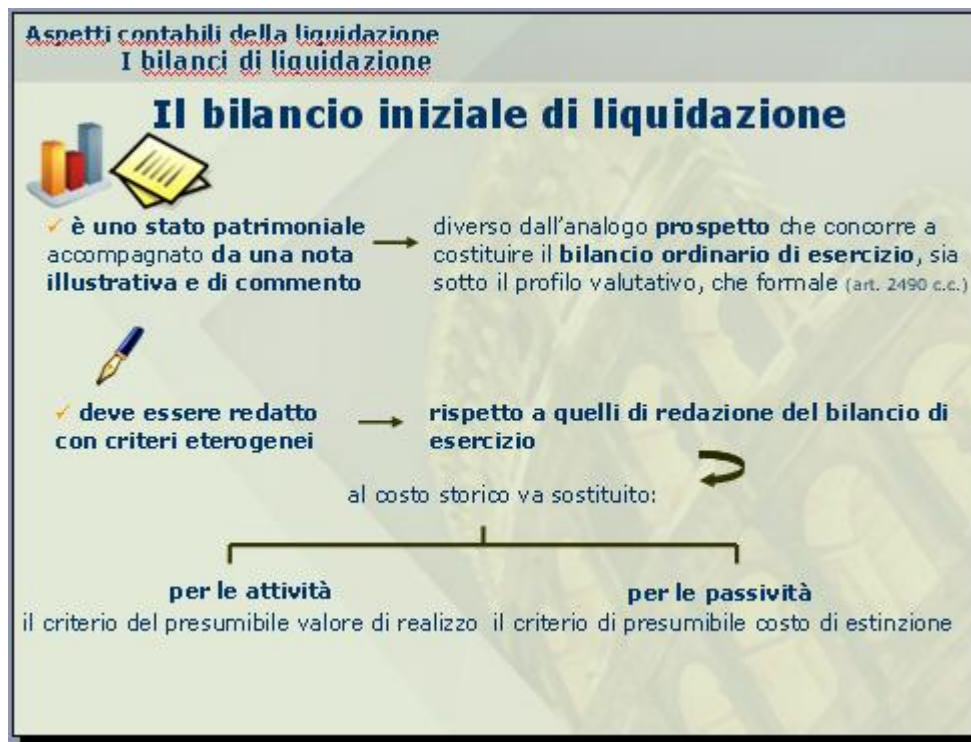 Aspetti contabili della liquidazione
I bilanci di liquidazione
Il bilancio iniziale di liquidazione
✓ è uno stato patrimoniale
accompagnato da una nota
illustrativa e di commento
diverso dall'analogo prospetto che concorre a
costituire il bilancio ordinario di esercizio, sia
sotto il profilo valutativo, che formale (art. 2490 c.c.)
✓ deve essere redatto
con criteri eterogenei
rispetto a quelli di redazione del bilancio di
esercizio
al costo storico va sostituito:
per le attività
il criterio del presumibile valore di realizzo
per le passività
il criterio di presumibile costo di estinzione